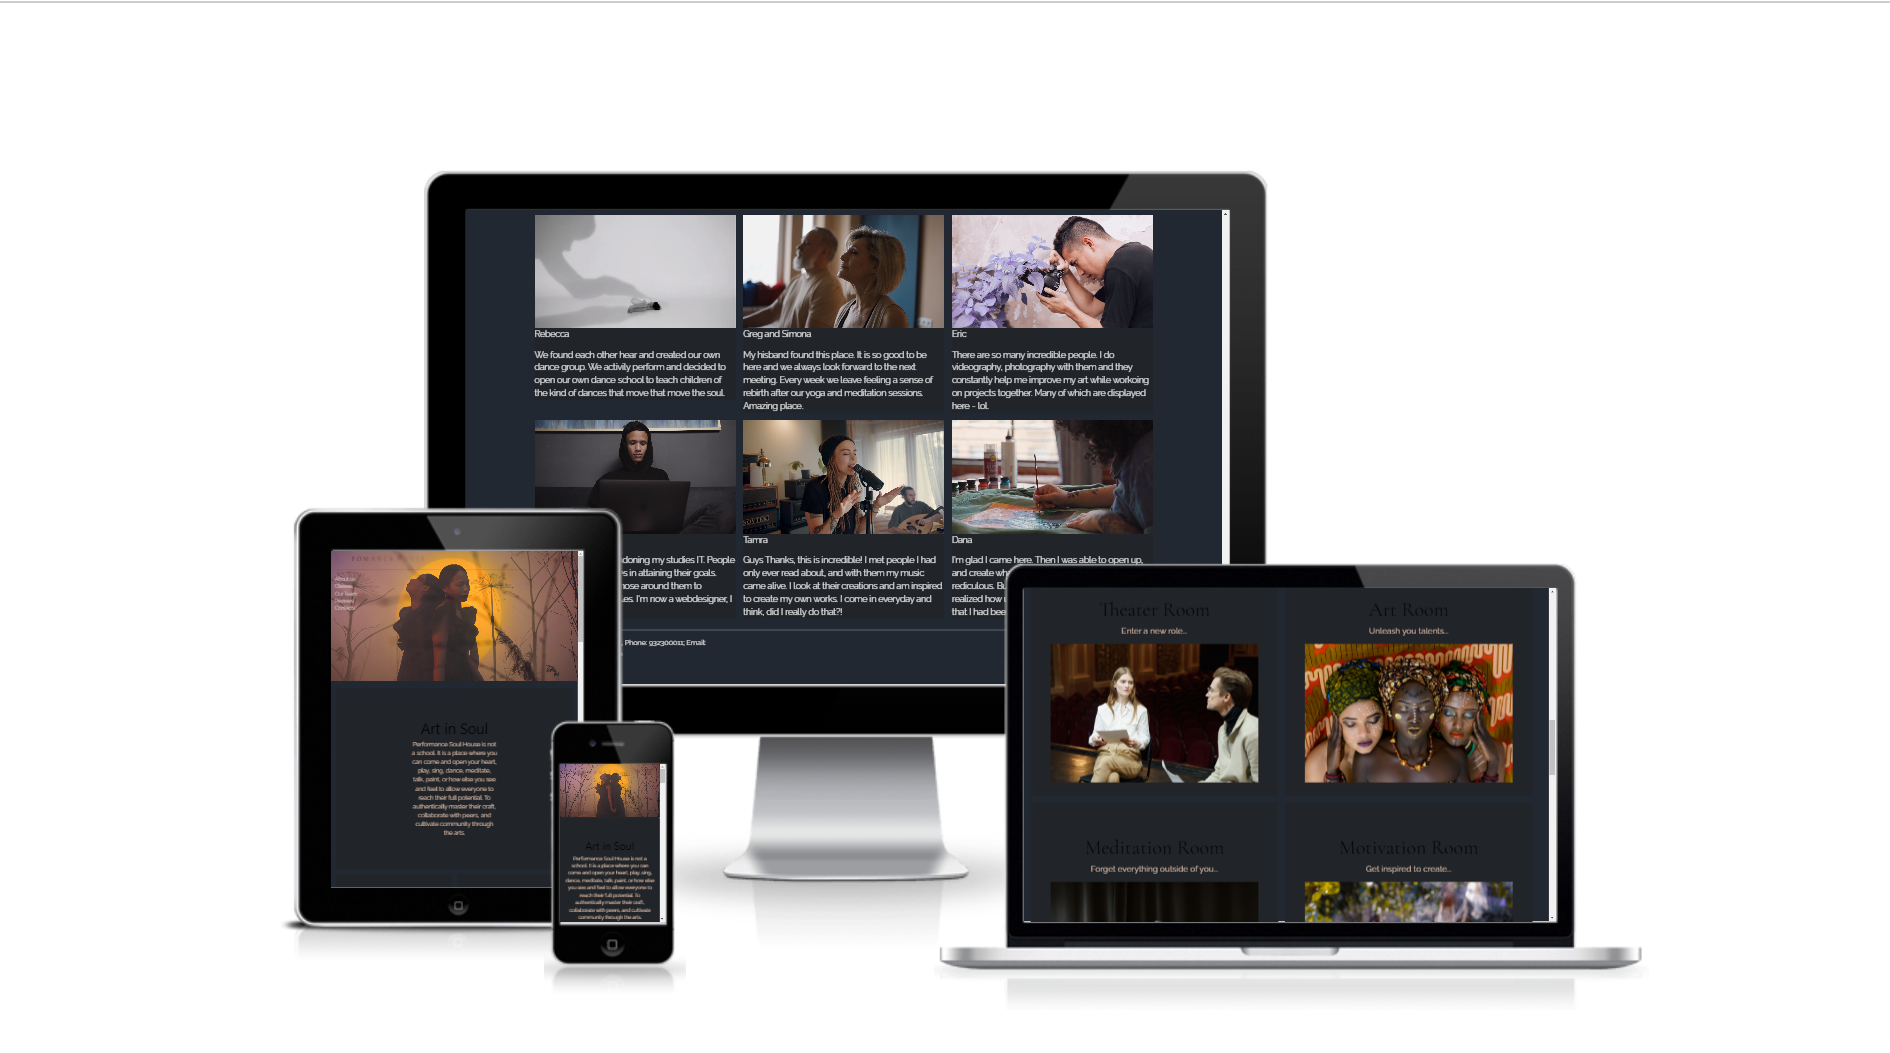 Rebecca
We found each other hear and created our own
dance group. We activily perform and decided to
open our own dance school to teach children of
the kind of dances that move that move the soul.
Greg and Simona
My hisband found this place. It is so good to be
here and we always look forward to the next
meeting. Every week we leave feeling a sense of
rebirth after our yoga and meditation sessions.
Amazing place.
Eric
There are so many incredible people. I do
videography, photography with them and they
constantly help me improve my art while workoing
on projects together. Many of which are displayed
here - lol.
doning my studies IT. People
s in attaining their goals.
ose around them to
es. I'm now a webdesigner, I
Tamra
Guys Thanks, this is incredible! I met people I had
only ever read about, and with them my music
came alive. I look at their creations and am inspired
to create my own works. I come in everyday and
think, did I really do that?!
Dana
I'm glad I came here. Then I was able to open up,
and create wh
rediculous. Bu
realized how
that I had bee
, Phone: 932300011; Email:
About us
Our Team
Contacts
Art in Soul
Performance Soul House is not
a school. It is a place where you
can come and open your heart,
play, sing, dance, meditate,
talk, paint, or how else you see
and feel to allow everyone to
reach their full potential. To
authentically master their craft,
collaborate with peers, and
cultivate community through
the arts.
Art in Soul
Performance Soul House is not a
school. It is a place where you can
come and open your heart, play, sing,
dance, meditate, talk, paint, or how else
you see and feel to allow everyone to
reach their full potential. To
authentically master their craft,
collaborate with peers, and cultivate
community through the arts.
Theater Room
Enter a new role...
Art Room
Unleash you talents...
Meditation Room
Forget everything outside of you...
Motivation Room
Get inspired to create...